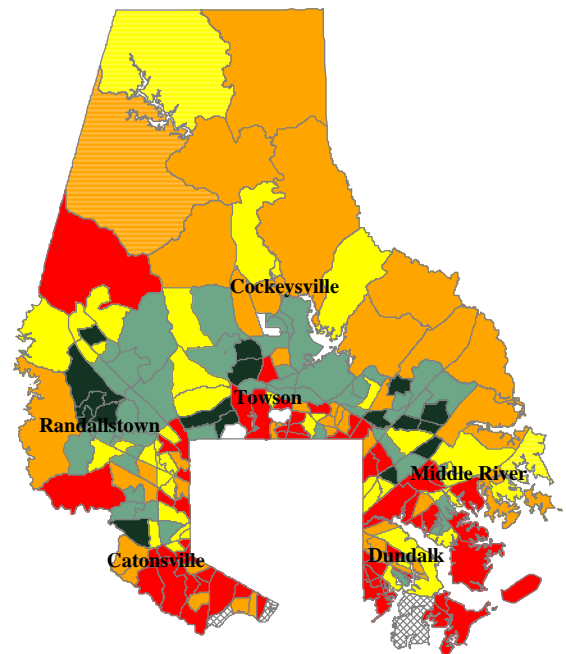 Cockeysville
Towson
Randallstown
Middle River
Catonsville
Dundalk